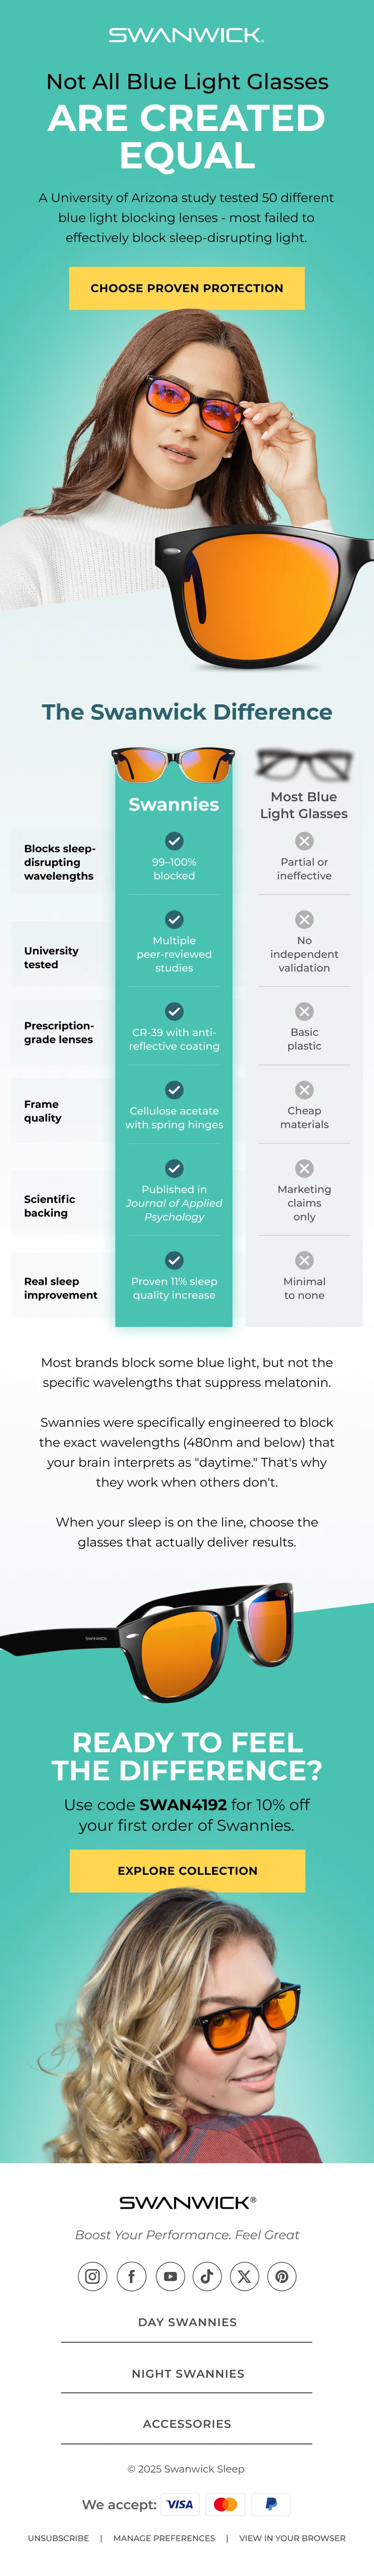 SWANWICK.
Not All Blue Light Glasses
ARE CREATED
EQUAL
A University of Arizona study tested 50 different
blue light blocking lenses - most failed to
effectively block sleep-disrupting light.
CHOOSE PROVEN PROTECTION
The Swanwick Difference
Swannies
Most Blue
Light Glasses
Blocks sleep-
disrupting
wavelengths
99–100%
blocked
Partial or
ineffective
University
tested
Multiple
peer-reviewed
studies
No
independent
validation
Prescription-
grade lenses
CR-39 with anti-
reflective coating
Basic
plastic
Frame
quality
Cellulose acetate
with spring hinges
Cheap
materials
Scientific
backing
Published in
Journal of Applied
Psychology
Marketing
claims
only
Real sleep
improvement
Proven 11% sleep
quality increase
Minimal
to none
Most brands block some blue light, but not the
specific wavelengths that suppress melatonin.
Swannies were specifically engineered to block
the exact wavelengths (480nm and below) that
your brain interprets as "daytime." That's why
they work when others don't.
When your sleep is on the line, choose the
glasses that actually deliver results.
SWANWICK
READY TO FEEL
THE DIFFERENCE?
Use code SWAN4192 for 10% off
your first order of Swannies.
EXPLORE COLLECTION
SWANWICK®
Boost Your Performance. Feel Great
DAY SWANNIES
NIGHT SWANNIES
ACCESSORIES
© 2025 Swanwick Sleep
We accept: VISA
UNSUBSCRIBE | MANAGE PREFERENCES | VIEW IN YOUR BROWSER